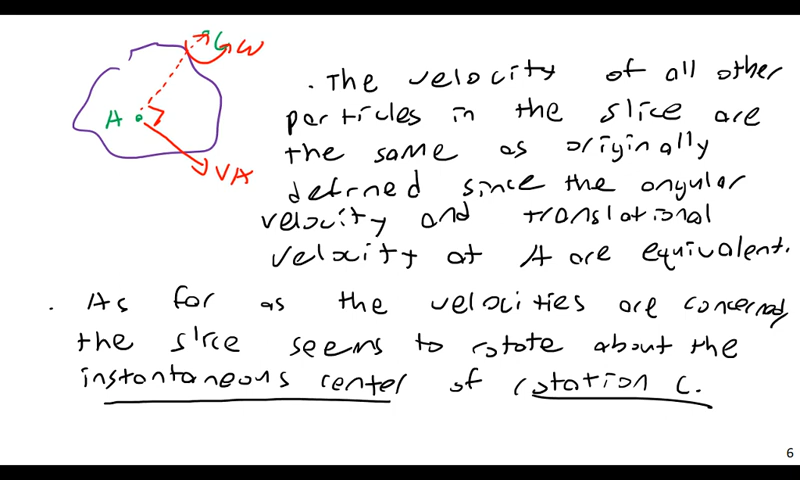 C W
A
VA
. The velocity of all other
particles in the slice are
the same as originally
defined since the angular
velocity and translational
velocity at A are equivalent.
. As for as the velocities are concerned,
the slice seems to rotate about the
instantaneous center of rotation C.
6